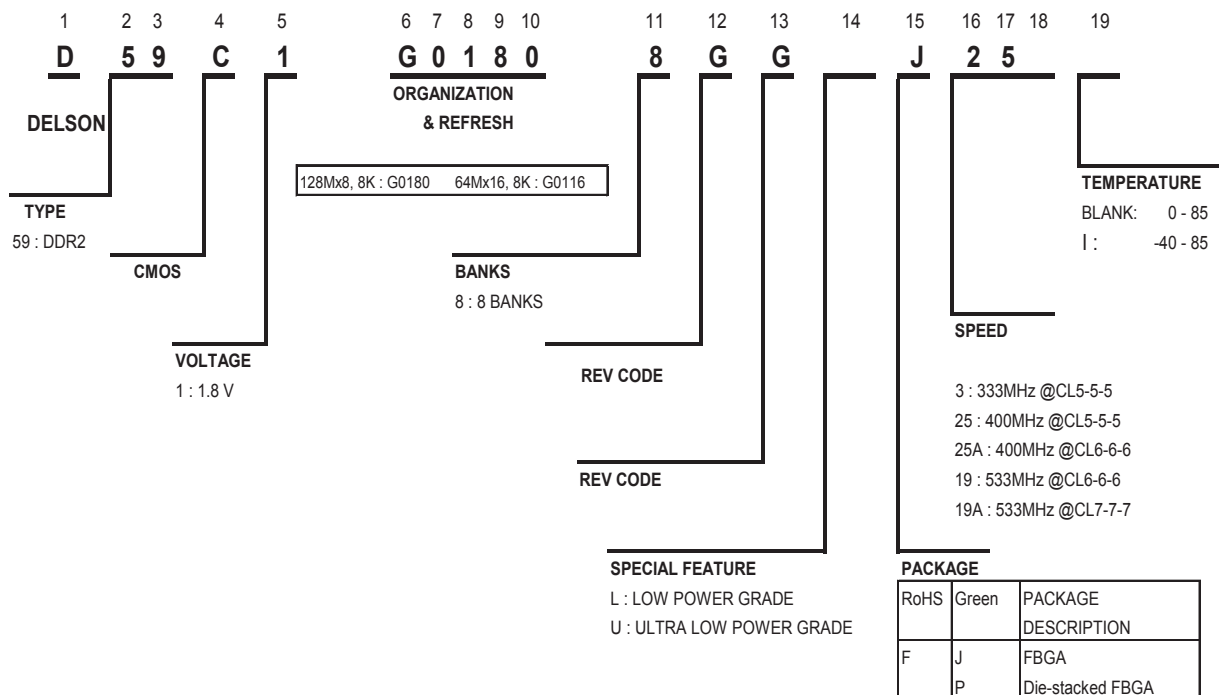 1 2 3 4 5 6 7 8 9 10 11 12 13 14 15 16 17 18 19
D 5 9 C 1 G 0 1 8 0 8 G G J 2 5
ORGANIZATION
& REFRESH
DELSON
128Mx8, 8K : G0180 64Mx16, 8K : G0116
TYPE
59 : DDR2
TEMPERATURE
BLANK: 0 - 85
I : -40 - 85
CMOS
BANKS
8 : 8 BANKS
SPEED
3 : 333MHz @CL5-5-5
25 : 400MHz @CL5-5-5
25A : 400MHz @CL6-6-6
19 : 533MHz @CL6-6-6
19A : 533MHz @CL7-7-7
VOLTAGE
1 : 1.8 V
REV CODE
REV CODE
SPECIAL FEATURE
L : LOW POWER GRADE
U : ULTRA LOW POWER GRADE
PACKAGE
RoHS Green PACKAGE
DESCRIPTION
F J FBGA
P Die-stacked FBGA